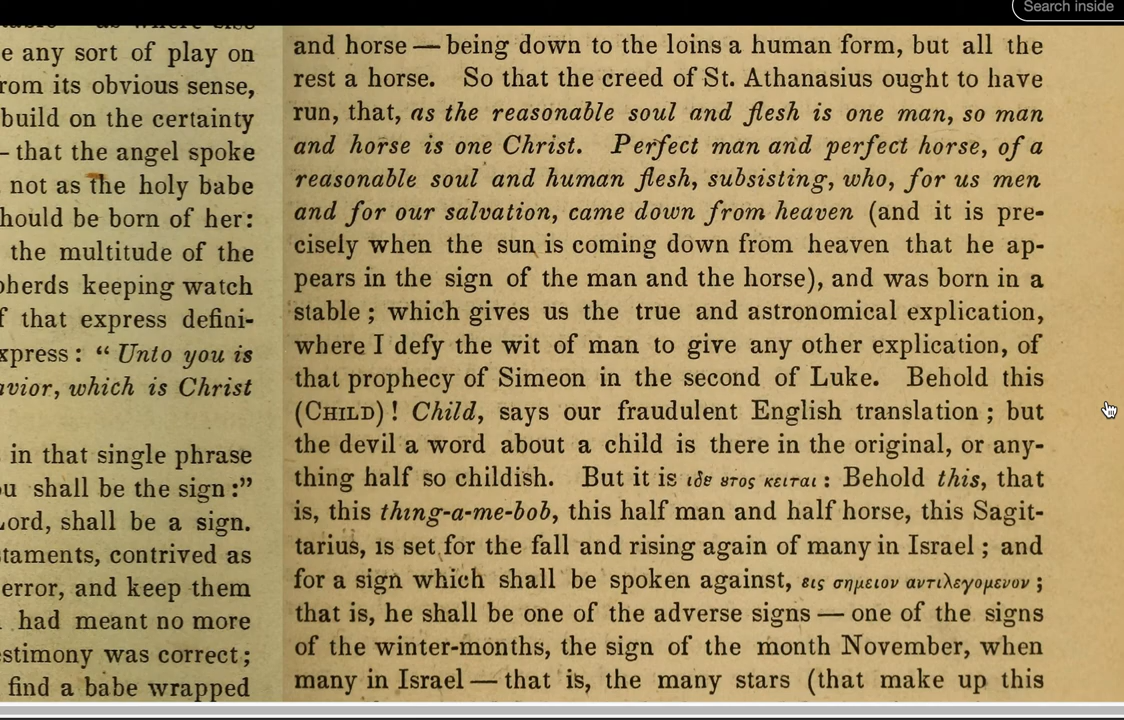 Search inside
e any sort of play on
rom its obvious sense,
build on the certainty
– that the angel spoke
not as the holy babe
hould be born of her:
the multitude of the
pherds keeping watch
f that express defini-
xpress: “ Unto you is
avior, which is Christ
in that single phrase
ou shall be the sign:”
Lord, shall be a sign.
staments, contrived as
error, and keep them
had meant no more
estimony was correct;
find a babe wrapped
and horse — being down to the loins a human form, but all the
rest a horse. So that the creed of St. Athanasius ought to have
run, that, as the reasonable soul and flesh is one man, so man
and horse is one Christ. Perfect man and perfect horse, of a
reasonable soul and human flesh, subsisting, who, for us men
and for our salvation, came down from heaven (and it is pre-
cisely when the sun is coming down from heaven that he ap-
pears in the sign of the man and the horse), and was born in a
stable ; which gives us the true and astronomical explication,
where I defy the wit of man to give any other explication, of
that prophecy of Simeon in the second of Luke. Behold this
(CHILD) ! Child, says our fraudulent English translation ; but
the devil a word about a child is there in the original, or any-
thing half so childish. But it is ιδε ȣτος κειται : Behold this, that
is, this thing-a-me-bob, this half man and half horse, this Sagit-
tarius, is set for the fall and rising again of many in Israel ; and
for a sign which shall be spoken against, εις σημειον αντιλεγομενον ;
that is, he shall be one of the adverse signs — one of the signs
of the winter-months, the sign of the month November, when
many in Israel — that is, the many stars (that make up this